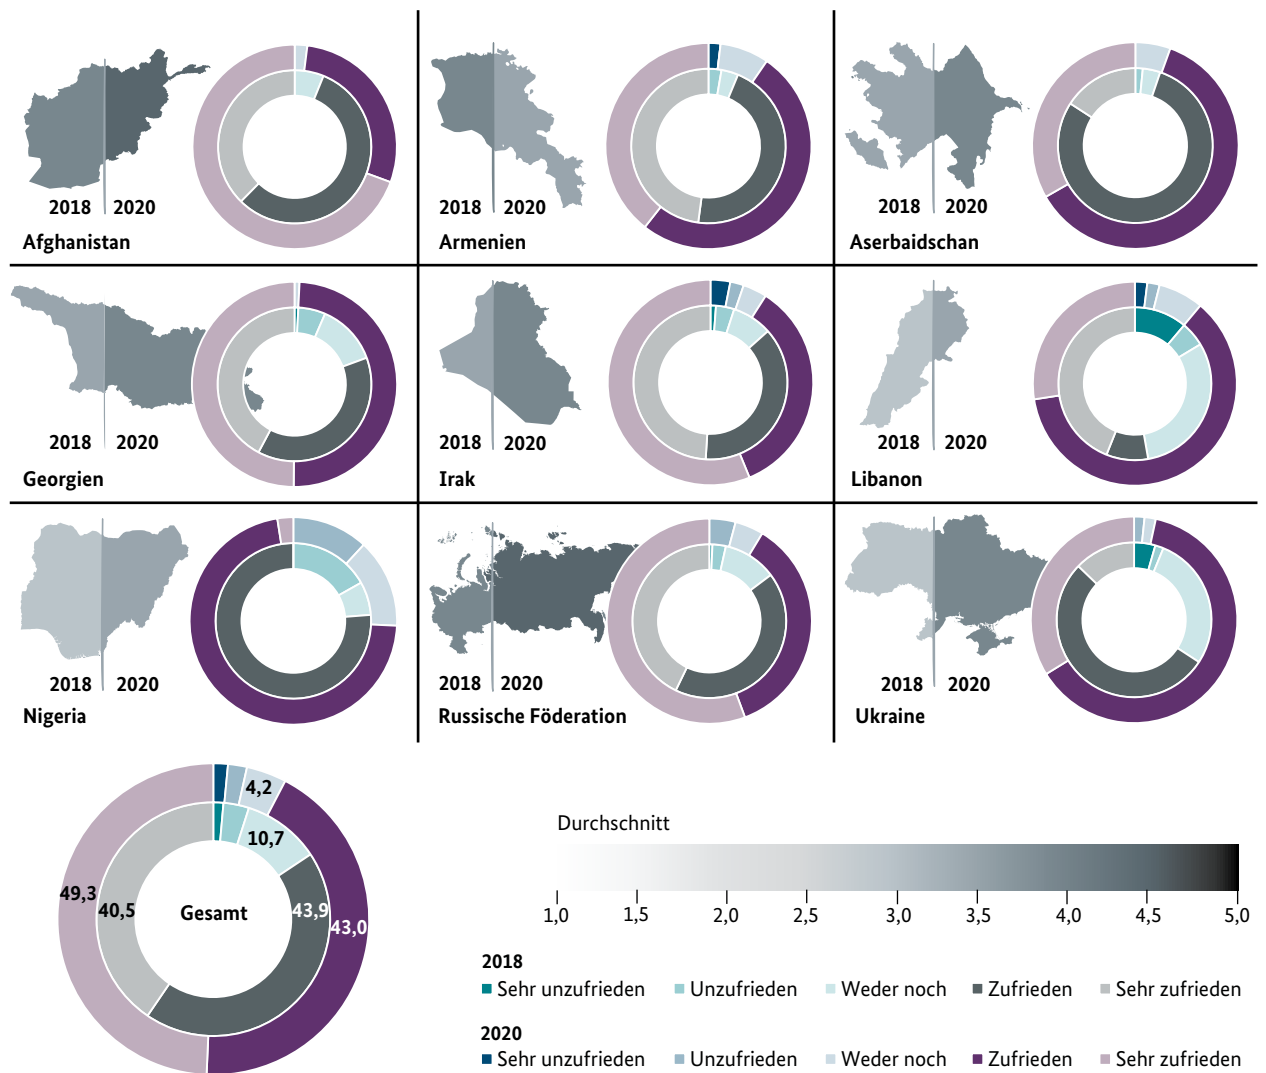 2018 2020
Afghanistan
2018 2020
Armenien
2018 2020
Aserbaidschan
2018 2020
Georgien
2018 2020
Irak
2018 2020
Libanon
2018 2020
Nigeria
2018 2020
Russische Föderation
2018 2020
Ukraine
4,2
10,7
49,3
40,5
Gesamt
43,9
43,0
Durchschnitt
1,0 1,5 2,0 2,5 3,0 3,5 4,0 4,5 5,0
2018
Sehr unzufrieden Unzufrieden Weder noch Zufrieden Sehr zufrieden
2020
Sehr unzufrieden Unzufrieden Weder noch Zufrieden Sehr zufrieden